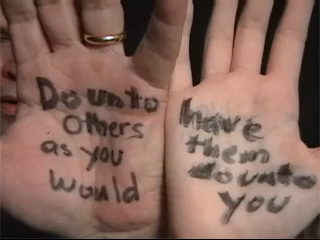 Do unto
Others
as you
would
have
them
do unto
you